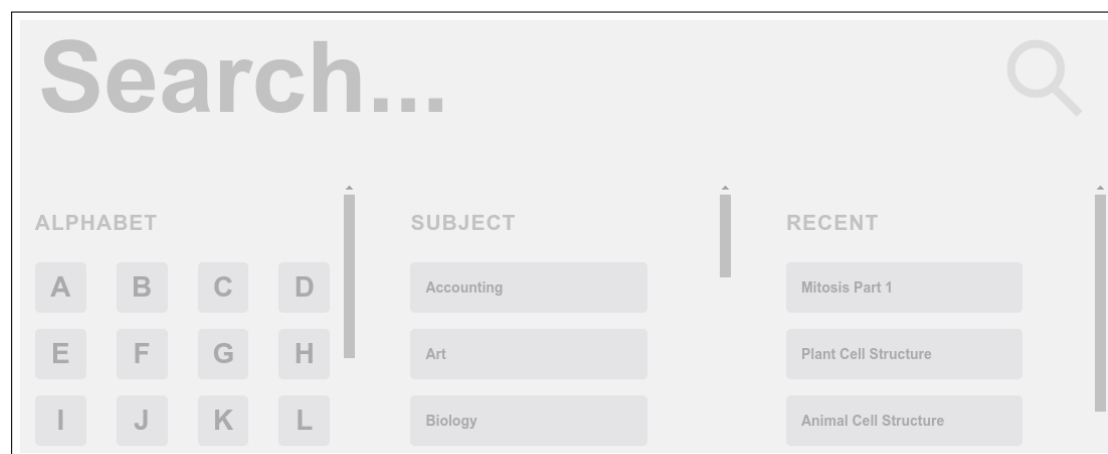 Search...
ALPHABET
SUBJECT
RECENT
A B C D
Accounting
Mitosis Part 1
E F G H
Art
Plant Cell Structure
I J K L
Biology
Animal Cell Structure